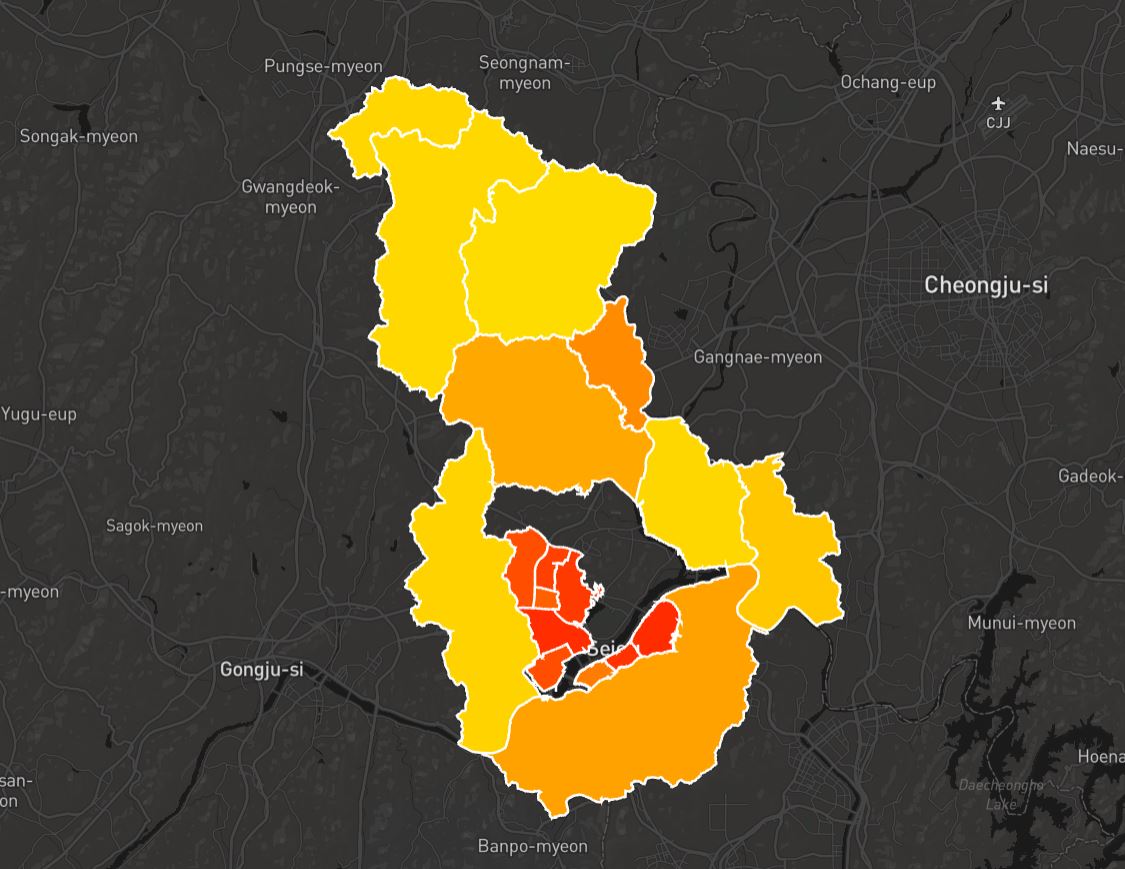 Pungse-myeon
Seongnam-
myeon
Ochang-eup
CJJ
Songak-myeon
Naesu-
Gwangdeok-
myeon
Cheongju-si
Gangnae-myeon
Yugu-eup
Gadeok-
Sagok-myeon
-myeon
Munui-myeon
Sejo
Gongju-si
san-
on
Hoena
Daecheongho
Lake
Banpo-myeon